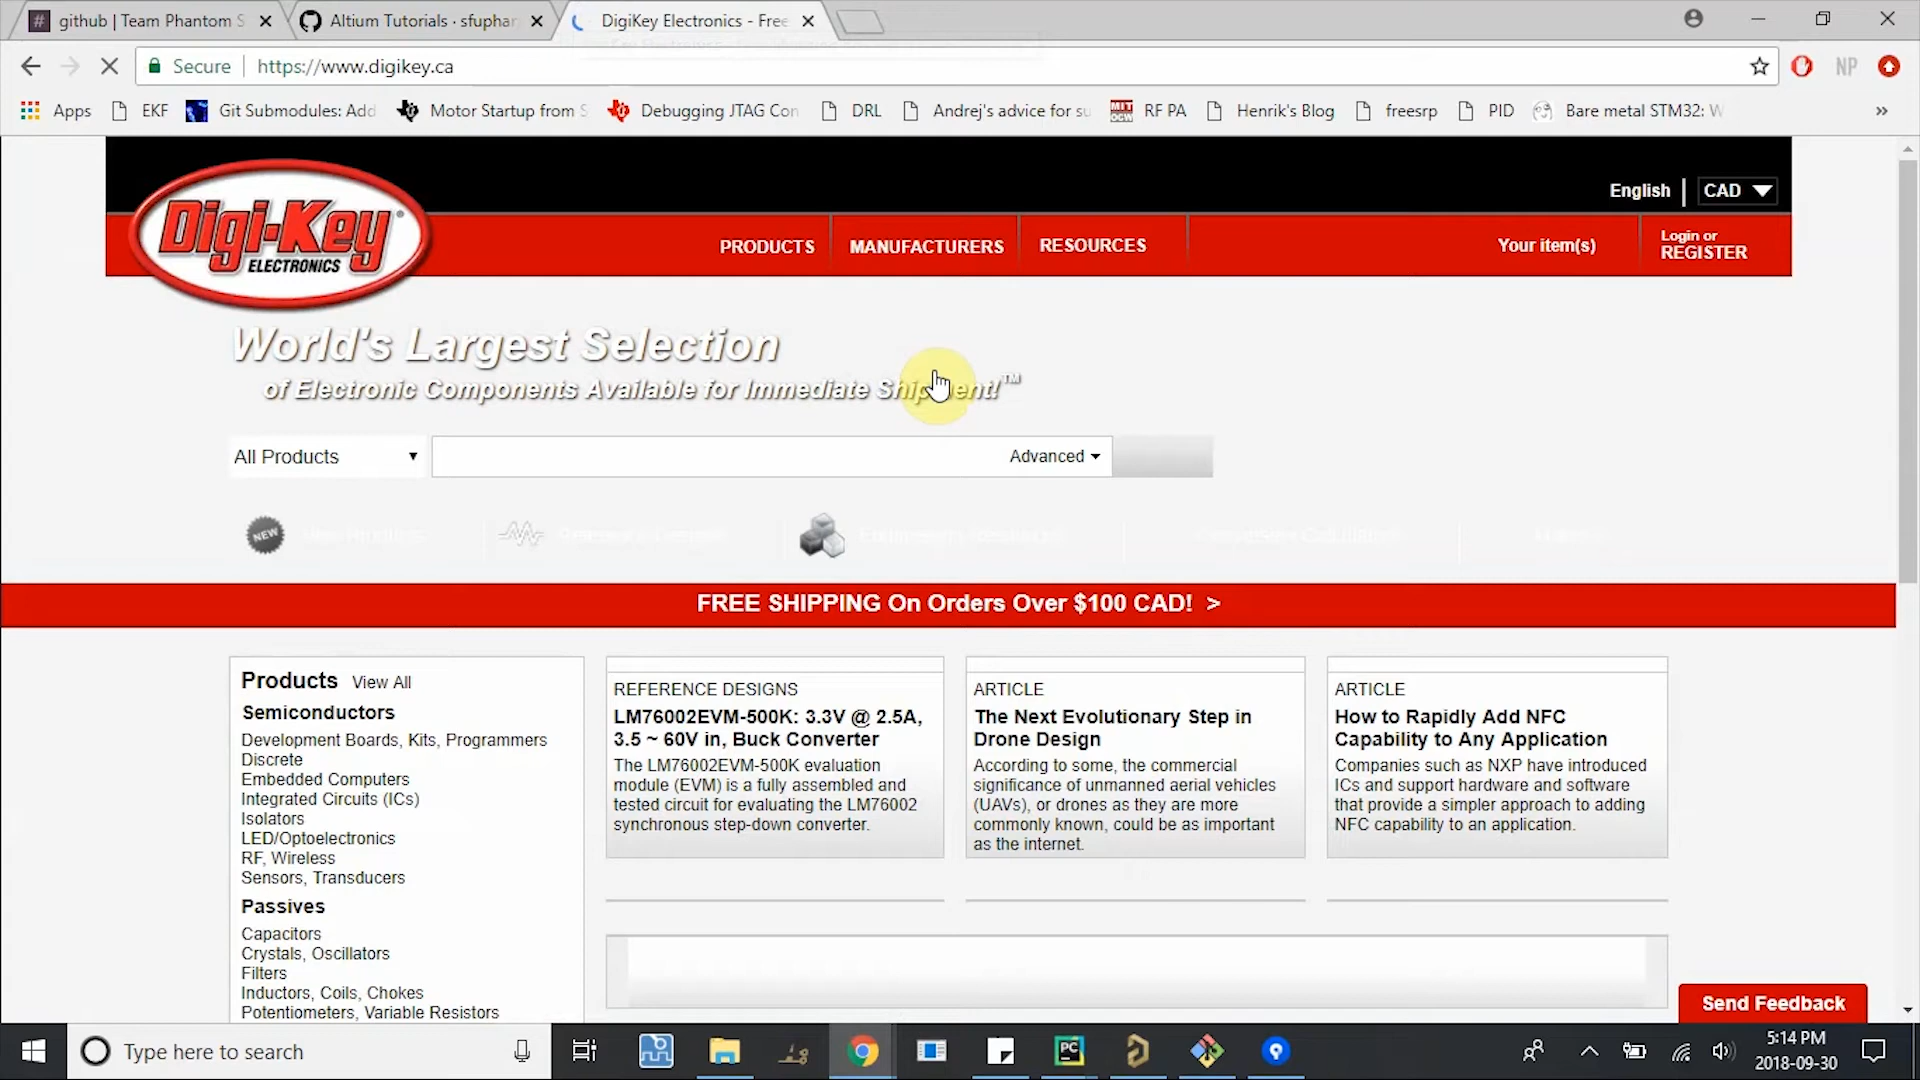 github | Team Phantom S
Altium Tutorials · sfuphan
DigiKey Electronics - Free
Secure
https://www.digikey.ca
NP
Apps
EKF
Git Submodules: Add
Motor Startup from S
Debugging JTAG Con
DRL
Andrej's advice for su
RF PA
Henrik's Blog
freesrp
PID
Bare metal STM32: W
»
English
CAD
Digi-Key
ELECTRONICS
PRODUCTS
MANUFACTURERS
RESOURCES
Your item(s)
Login or
REGISTER
World's Largest Selection
of Electronic Components Available for Immediate Shipment!™
All Products
Advanced
NEW
FREE SHIPPING On Orders Over $100 CAD! >
Products View All
Semiconductors
Development Boards, Kits, Programmers
Discrete
Embedded Computers
Integrated Circuits (ICs)
Isolators
LED/Optoelectronics
RF, Wireless
Sensors, Transducers
Passives
Capacitors
Crystals, Oscillators
Filters
Inductors, Coils, Chokes
Potentiometers, Variable Resistors
REFERENCE DESIGNS
LM76002EVM-500K: 3.3V @ 2.5A,
3.5 ~ 60V in, Buck Converter
The LM76002EVM-500K evaluation
module (EVM) is a fully assembled and
tested circuit for evaluating the LM76002
synchronous step-down converter.
ARTICLE
The Next Evolutionary Step in
Drone Design
According to some, the commercial
significance of unmanned aerial vehicles
(UAVs), or drones as they are more
commonly known, could be as important
as the internet.
ARTICLE
How to Rapidly Add NFC
Capability to Any Application
Companies such as NXP have introduced
ICs and support hardware and software
that provide a simpler approach to adding
NFC capability to an application.
Send Feedback
Type here to search
PC
5:14 PM
2018-09-30